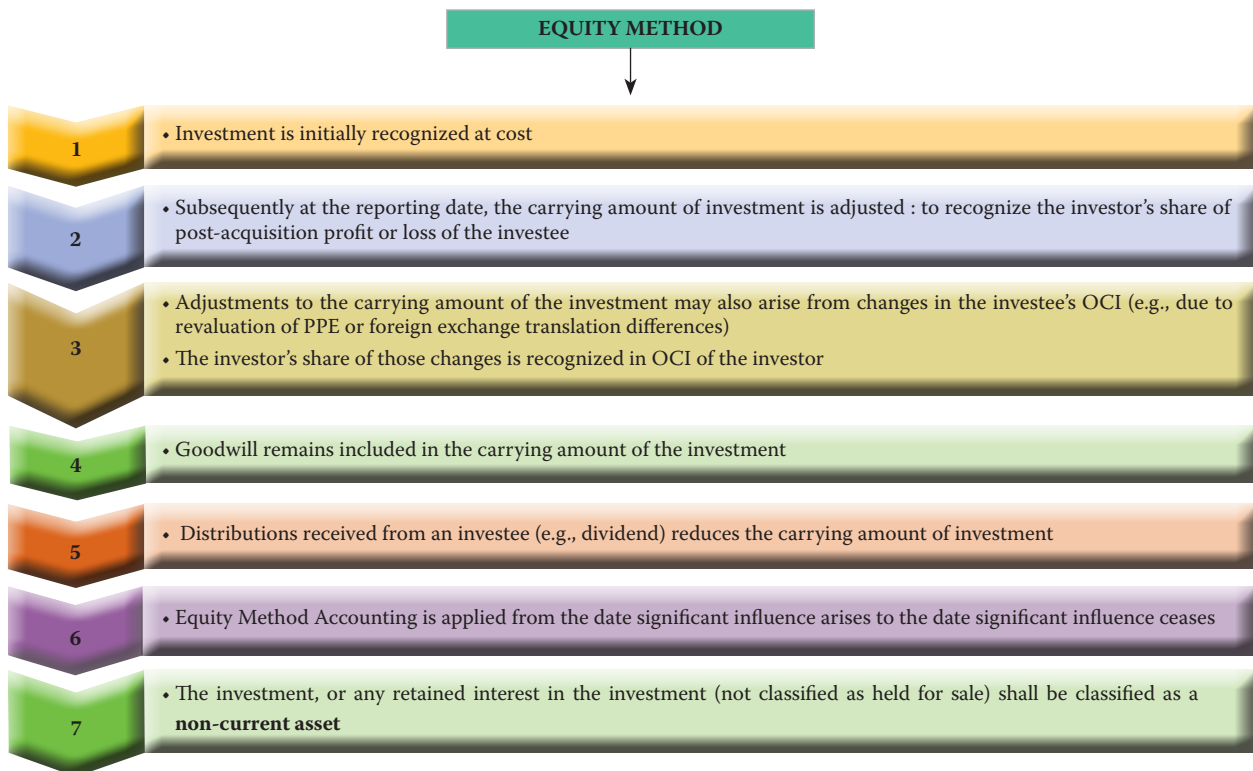 EQUITY METHOD
1
• Investment is initially recognized at cost
2
• Subsequently at the reporting date, the carrying amount of investment is adjusted : to recognize the investor's share of
post-acquisition profit or loss of the investee
3
• Adjustments to the carrying amount of the investment may also arise from changes in the investee's OCI (e.g., due to
revaluation of PPE or foreign exchange translation differences)
• The investor's share of those changes is recognized in OCI of the investor
4
• Goodwill remains included in the carrying amount of the investment
5
• Distributions received from an investee (e.g., dividend) reduces the carrying amount of investment
6
• Equity Method Accounting is applied from the date significant influence arises to the date significant influence ceases
7
• The investment, or any retained interest in the investment (not classified as held for sale) shall be classified as a
non-current asset